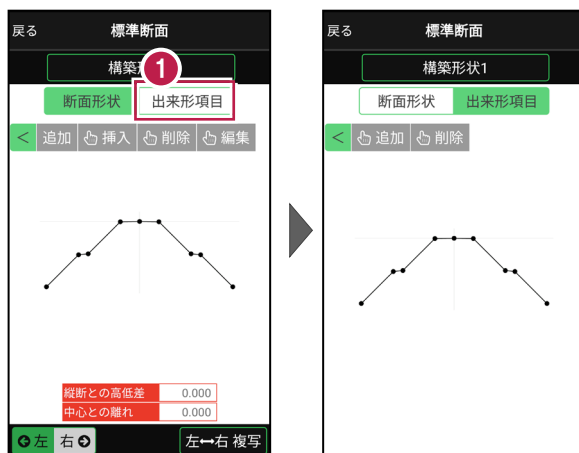 戻る 標準断面
構築
1
断面形状 出来形項目
< 追加 挿入 削除 編集
縦断との高低差 0.000
中心との離れ 0.000
左 右 左↔右 複写
戻る 標準断面
構築形状1
断面形状 出来形項目
< 追加 削除